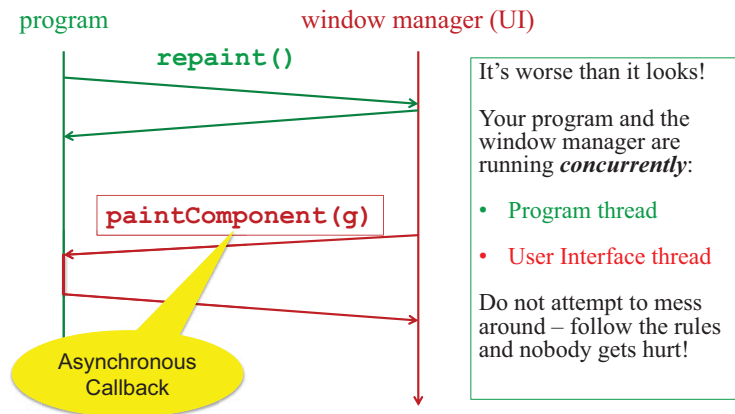 program
window manager (UI)
repaint()
paintComponent(g)
Asynchronous
Callback
It's worse than it looks!
Your program and the
window manager are
running concurrently:
• Program thread
• User Interface thread
Do not attempt to mess
around – follow the rules
and nobody gets hurt!